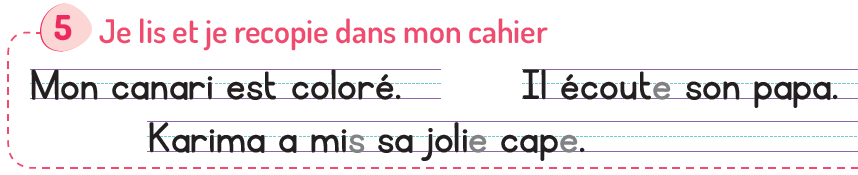 5 Je lis et je recopie dans mon cahier
Mon canari est coloré. Il écoute son papa.
Karima a mis sa jolie cape.